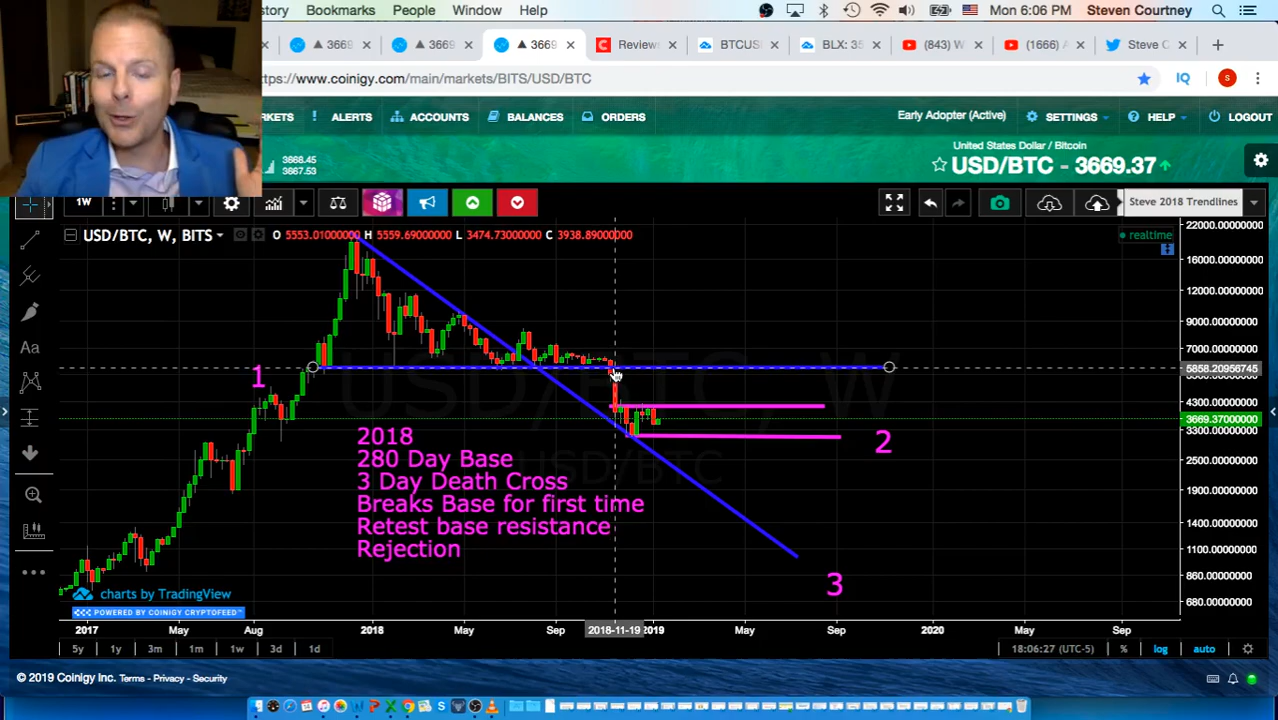 story Bookmarks People Window Help Mon 6:06 PM Steven Courtney
▲ 3669 × ▲ 3669 × ▲ 3669 × Review × BTCUS × BLX: 35 × (843) W × (1666) A × Steve C × +
ttps://www.coinigy.com/main/markets/BITS/USD/BTC
RKETS ALERTS ACCOUNTS BALANCES ORDERS Early Adopter (Active) SETTINGS HELP LOGOUT
United States Dollar / Bitcoin
3668.45
3667.53
USD/BTC - 3669.37
1W Steve 2018 Trendlines
USD/BTC, W, BITS O 5553.01000000 H 5559.69000000 L 3474.73000000 C 3938.89000000
realtime
22000.00000000
16000.00000000
12000.00000000
9000.00000000
7000.00000000
5858.20956745
4300.00000000
3669.37000000
3300.00000000
2500.00000000
1900.00000000
1400.00000000
1100.00000000
860.00000000
680.00000000
USD/BTC, W
USD/BTC
1
2
3
2018
280 Day Base
3 Day Death Cross
Breaks Base for first time
Retest base resistance
Rejection
Aa
charts by TradingView
POWERED BY COINIGY CRYPTOFEED
2017 May Aug 2018 May Sep 2018-11-19 2019 May Sep 2020 May Sep
5y 1y 3m 1m 1w 3d 1d 18:06:27 (UTC-5) % log auto
© 2019 Coinigy Inc. Terms - Privacy - Security